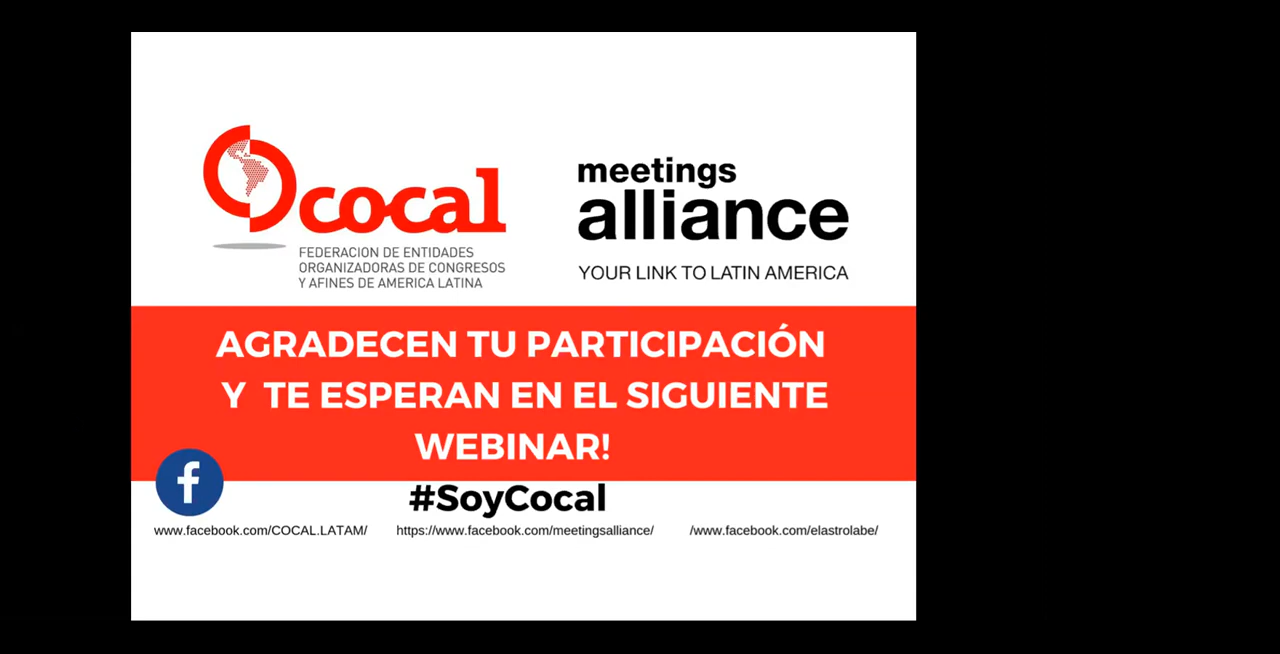 cocal
FEDERACION DE ENTIDADES
ORGANIZADORAS DE CONGRESOS
Y AFINES DE AMERICA LATINA
meetings
alliance
YOUR LINK TO LATIN AMERICA
AGRADECEN TU PARTICIPACIÓN
Y TE ESPERAN EN EL SIGUIENTE
WEBINAR!
#SoyCocal
www.facebook.com/COCAL.LATAM/
https://www.facebook.com/meetingsalliance/
/www.facebook.com/elastrolabe/